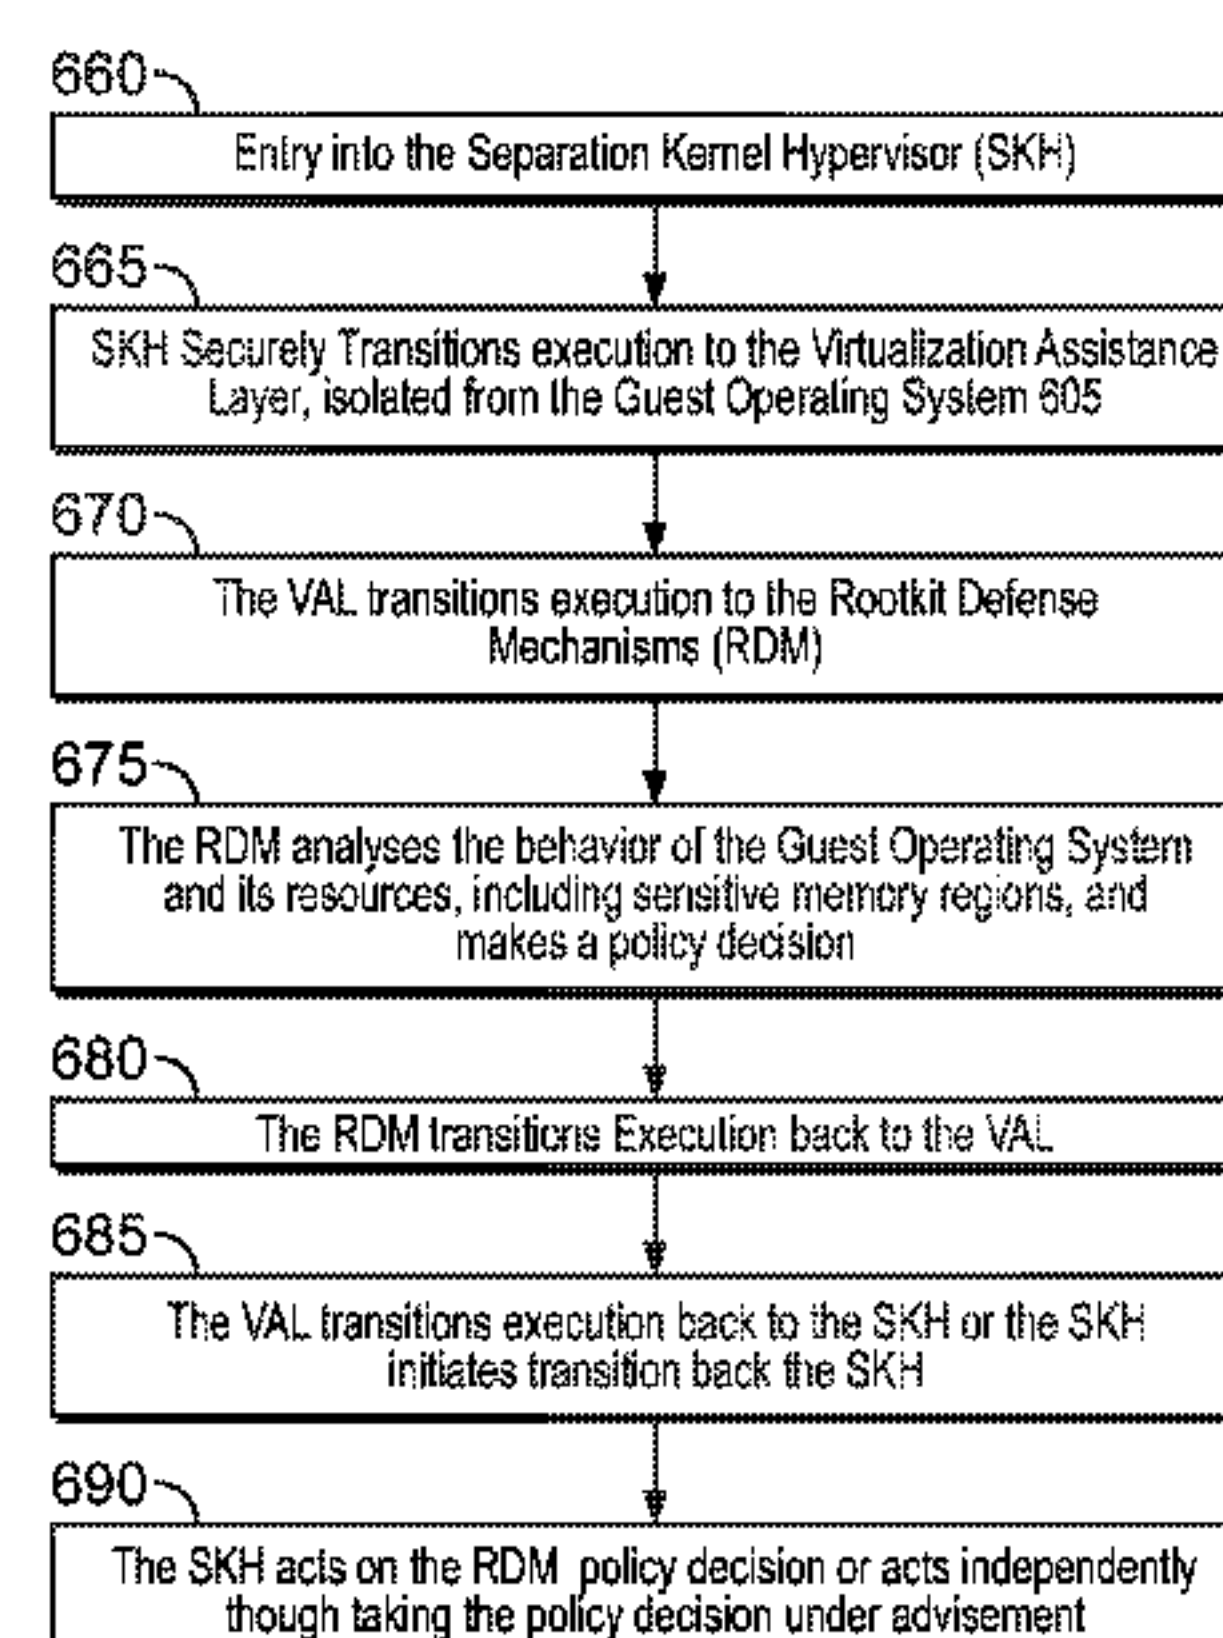 660
Entry into the Separation Kernel Hypervisor (SKH)
665
SKH Securely Transitions execution to the Virtualization Assistance
Layer, isolated from the Guest Operating System 605
670
The VAL transitions execution to the Rootkit Defense
Mechanisms (RDM)
675
The RDM analyses the behavior of the Guest Operating System
and its resources, including sensitive memory regions, and
makes a policy decision
680
The RDM transitions Execution back to the VAL
685
The VAL transitions execution back to the SKH or the SKH
initiates transition back the SKH
690
The SKH acts on the RDM policy decision or acts independently
though taking the policy decision under advisement